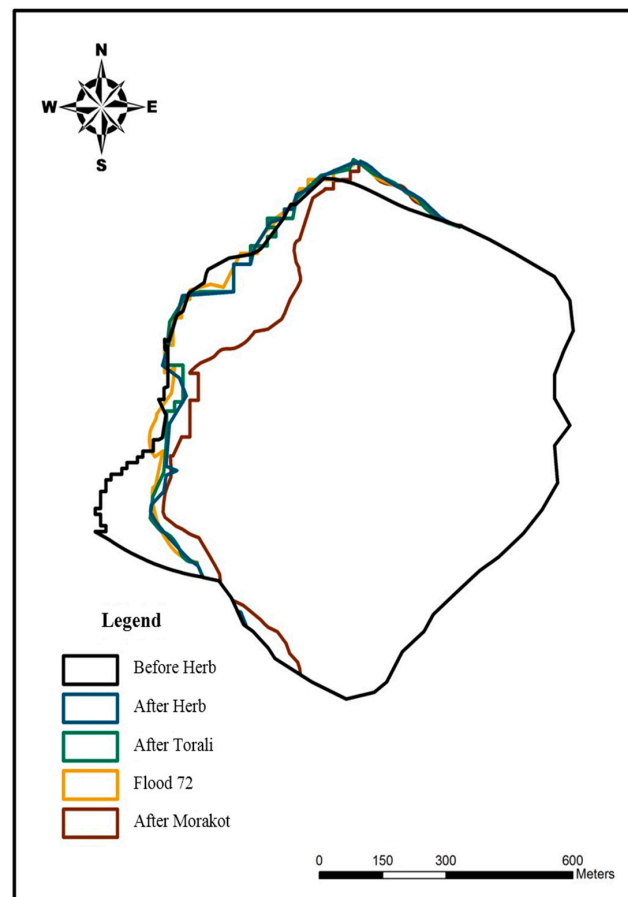 N
W E
S
Legend
Before Herb
After Herb
After Torali
Flood 72
After Morakot
0 150 300 600
Meters